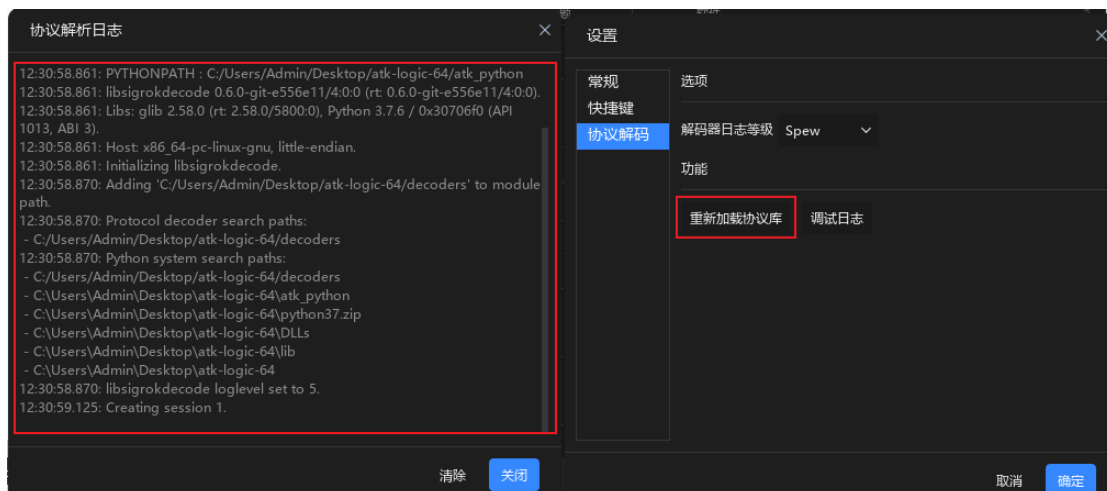 协议解析日志
12:30:58.861: PYTHONPATH : C:/Users/Admin/Desktop/atk-logic-64/atk_python
12:30:58.861: libsigrokdecode 0.6.0-git-e556e11/4:0:0 (rt: 0.6.0-git-e556e11/4:0:0).
12:30:58.861: Libs: glib 2.58.0 (rt: 2.58.0/5800:0), Python 3.7.6 / 0x30706f0 (API
1013, ABI 3).
12:30:58.861: Host: x86_64-pc-linux-gnu, little-endian.
12:30:58.861: Initializing libsigrokdecode.
12:30:58.870: Adding 'C:/Users/Admin/Desktop/atk-logic-64/decoders' to module
path.
12:30:58.870: Protocol decoder search paths:
- C:/Users/Admin/Desktop/atk-logic-64/decoders
12:30:58.870: Python system search paths:
- C:/Users/Admin/Desktop/atk-logic-64/decoders
- C:\Users\Admin\Desktop\atk-logic-64\atk_python
- C:\Users\Admin\Desktop\atk-logic-64\python37.zip
- C:\Users\Admin\Desktop\atk-logic-64\DLLs
- C:\Users\Admin\Desktop\atk-logic-64\lib
- C:\Users\Admin\Desktop\atk-logic-64
12:30:58.870: libsigrokdecode loglevel set to 5.
12:30:59.125: Creating session 1.
清除 关闭
设置
常规
快捷键
协议解码
选项
解码器日志等级 Spew
功能
重新加载协议库 调试日志
取消 确定